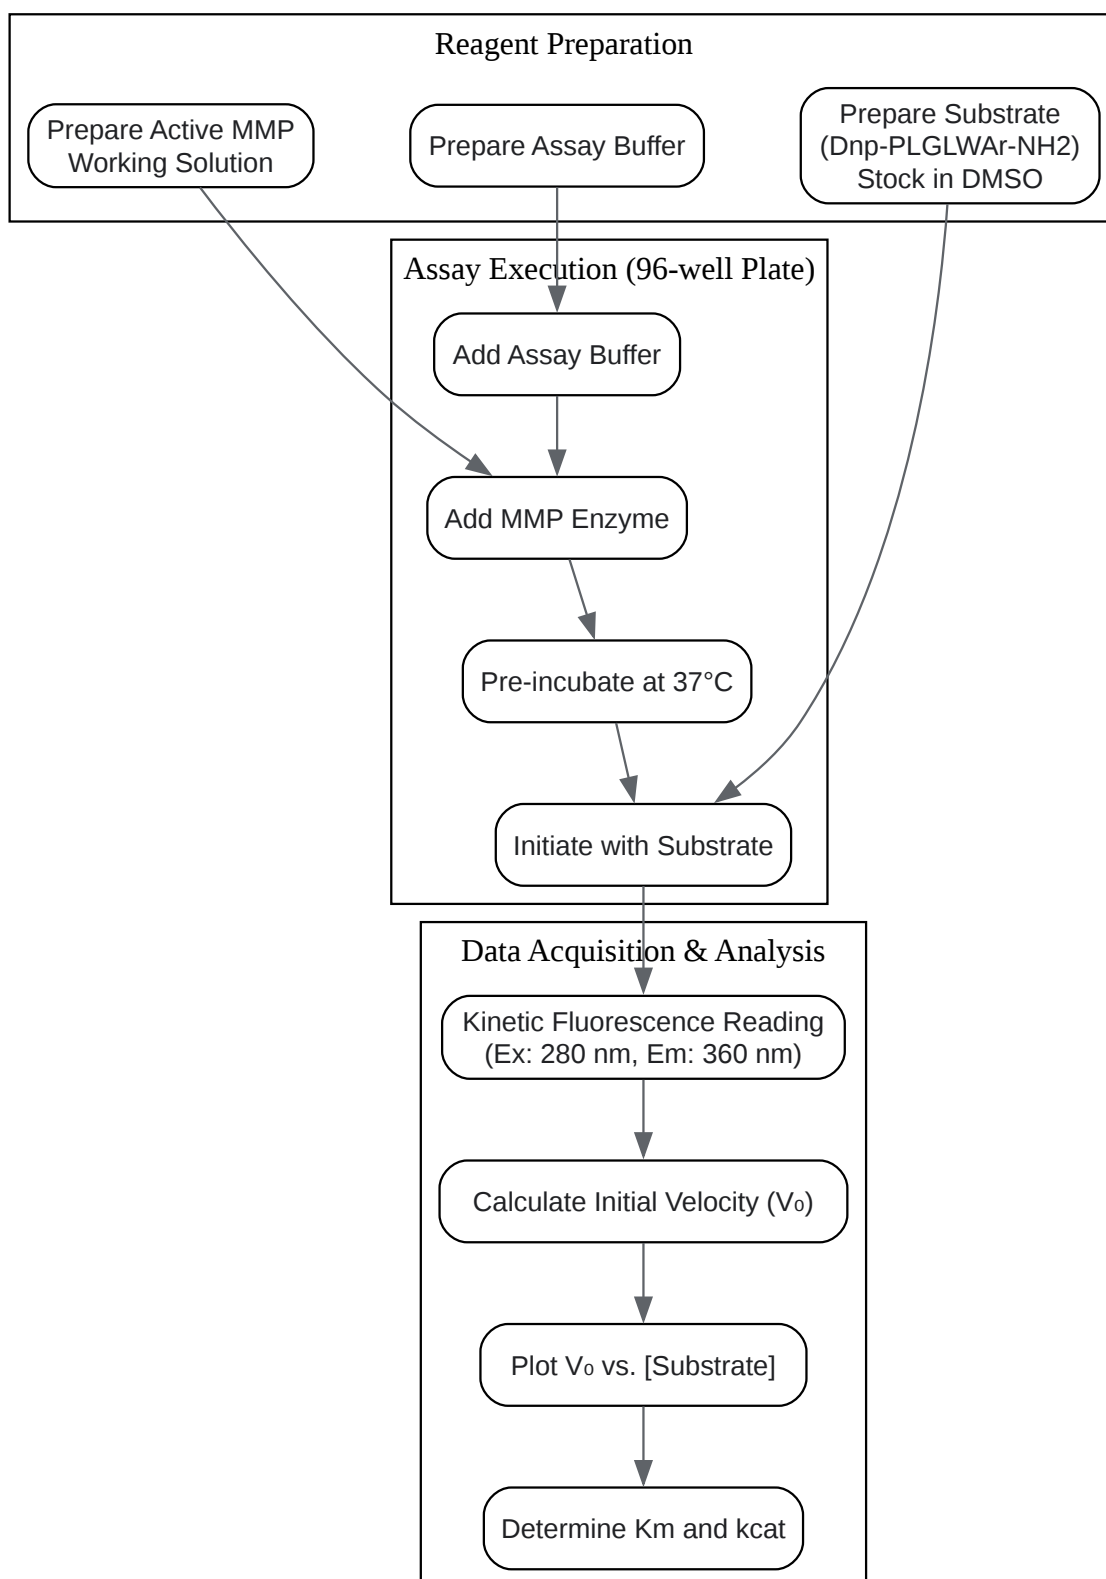 Reagent Preparation
Prepare Active MMP
Working Solution
Prepare Assay Buffer
Prepare Substrate
(Dnp-PLGLWAr-NH2)
Stock in DMSO
Assay Execution (96-well Plate)
Add Assay Buffer
Add MMP Enzyme
Pre-incubate at 37°C
Initiate with Substrate
Data Acquisition & Analysis
Kinetic Fluorescence Reading
(Ex: 280 nm, Em: 360 nm)
Calculate Initial Velocity (V₀)
Plot V₀ vs. [Substrate]
Determine Km and kcat